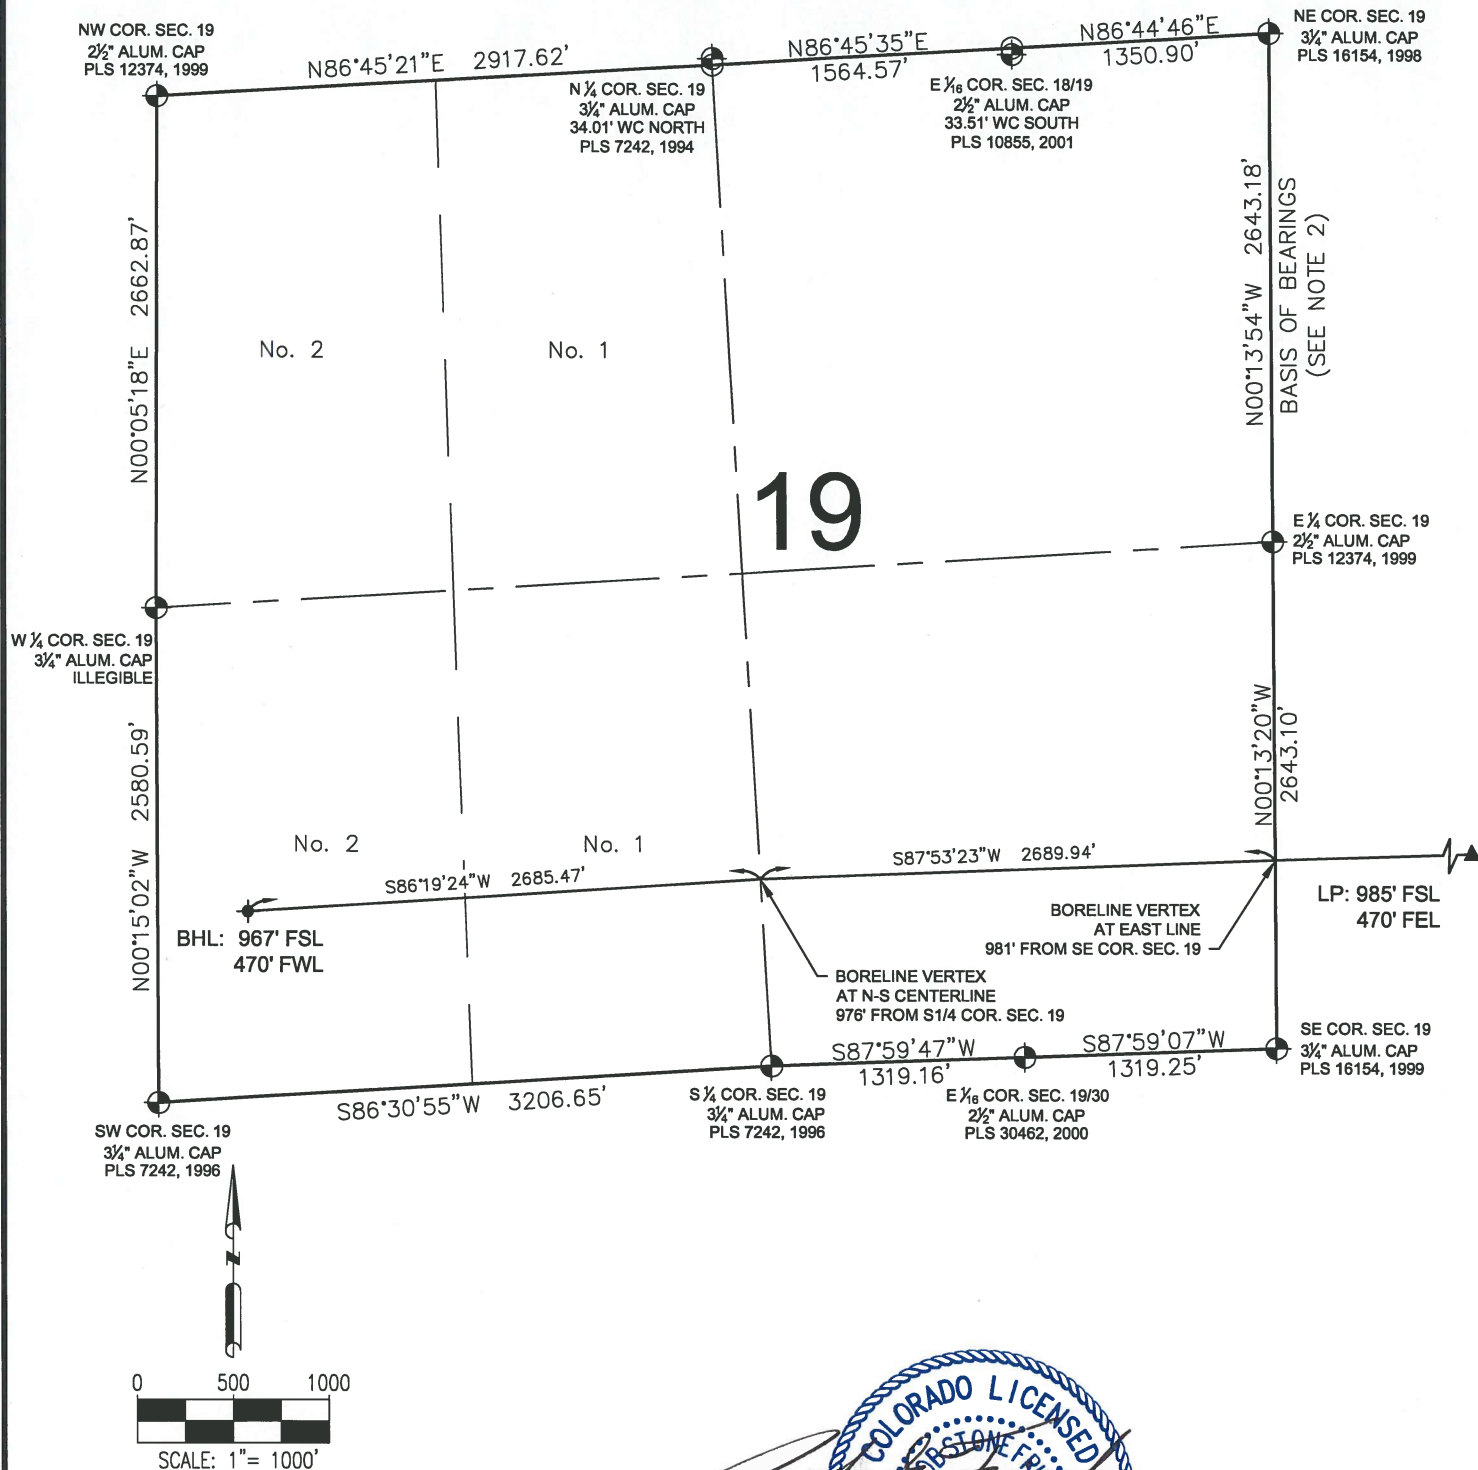 NW COR. SEC. 19
2½" ALUM. CAP
PLS 12374, 1999
N86°45'21"E 2917.62'
N ¼ COR. SEC. 19
3¼" ALUM. CAP
34.01' WC NORTH
PLS 7242, 1994
N86°45'35"E
1564.57'
E 1⁄16 COR. SEC. 18/19
2½" ALUM. CAP
33.51' WC SOUTH
PLS 10855, 2001
N86°44'46"E
1350.90'
NE COR. SEC. 19
3¼" ALUM. CAP
PLS 16154, 1998
N00°05'18"E 2662.87'
No. 2
No. 1
N00°13'54"W 2643.18'
BASIS OF BEARINGS
(SEE NOTE 2)
19
E ¼ COR. SEC. 19
2½" ALUM. CAP
PLS 12374, 1999
W ¼ COR. SEC. 19
3¼" ALUM. CAP
ILLEGIBLE
N00°15'02"W 2580.59'
N00°13'20"W
2643.10'
No. 2
No. 1
S86°19'24"W 2685.47'
S87°53'23"W 2689.94'
BHL: 967' FSL
470' FWL
LP: 985' FSL
470' FEL
BORELINE VERTEX
AT EAST LINE
981' FROM SE COR. SEC. 19
BORELINE VERTEX
AT N-S CENTERLINE
976' FROM S1/4 COR. SEC. 19
S86°30'55"W 3206.65'
S87°59'47"W
1319.16'
S87°59'07"W
1319.25'
SE COR. SEC. 19
3¼" ALUM. CAP
PLS 16154, 1999
S ¼ COR. SEC. 19
3¼" ALUM. CAP
PLS 7242, 1996
E 1⁄16 COR. SEC. 19/30
2½" ALUM. CAP
PLS 30462, 2000
SW COR. SEC. 19
3¼" ALUM. CAP
PLS 7242, 1996
N
0 500 1000
SCALE: 1"= 1000'
COLORADO LICENSED